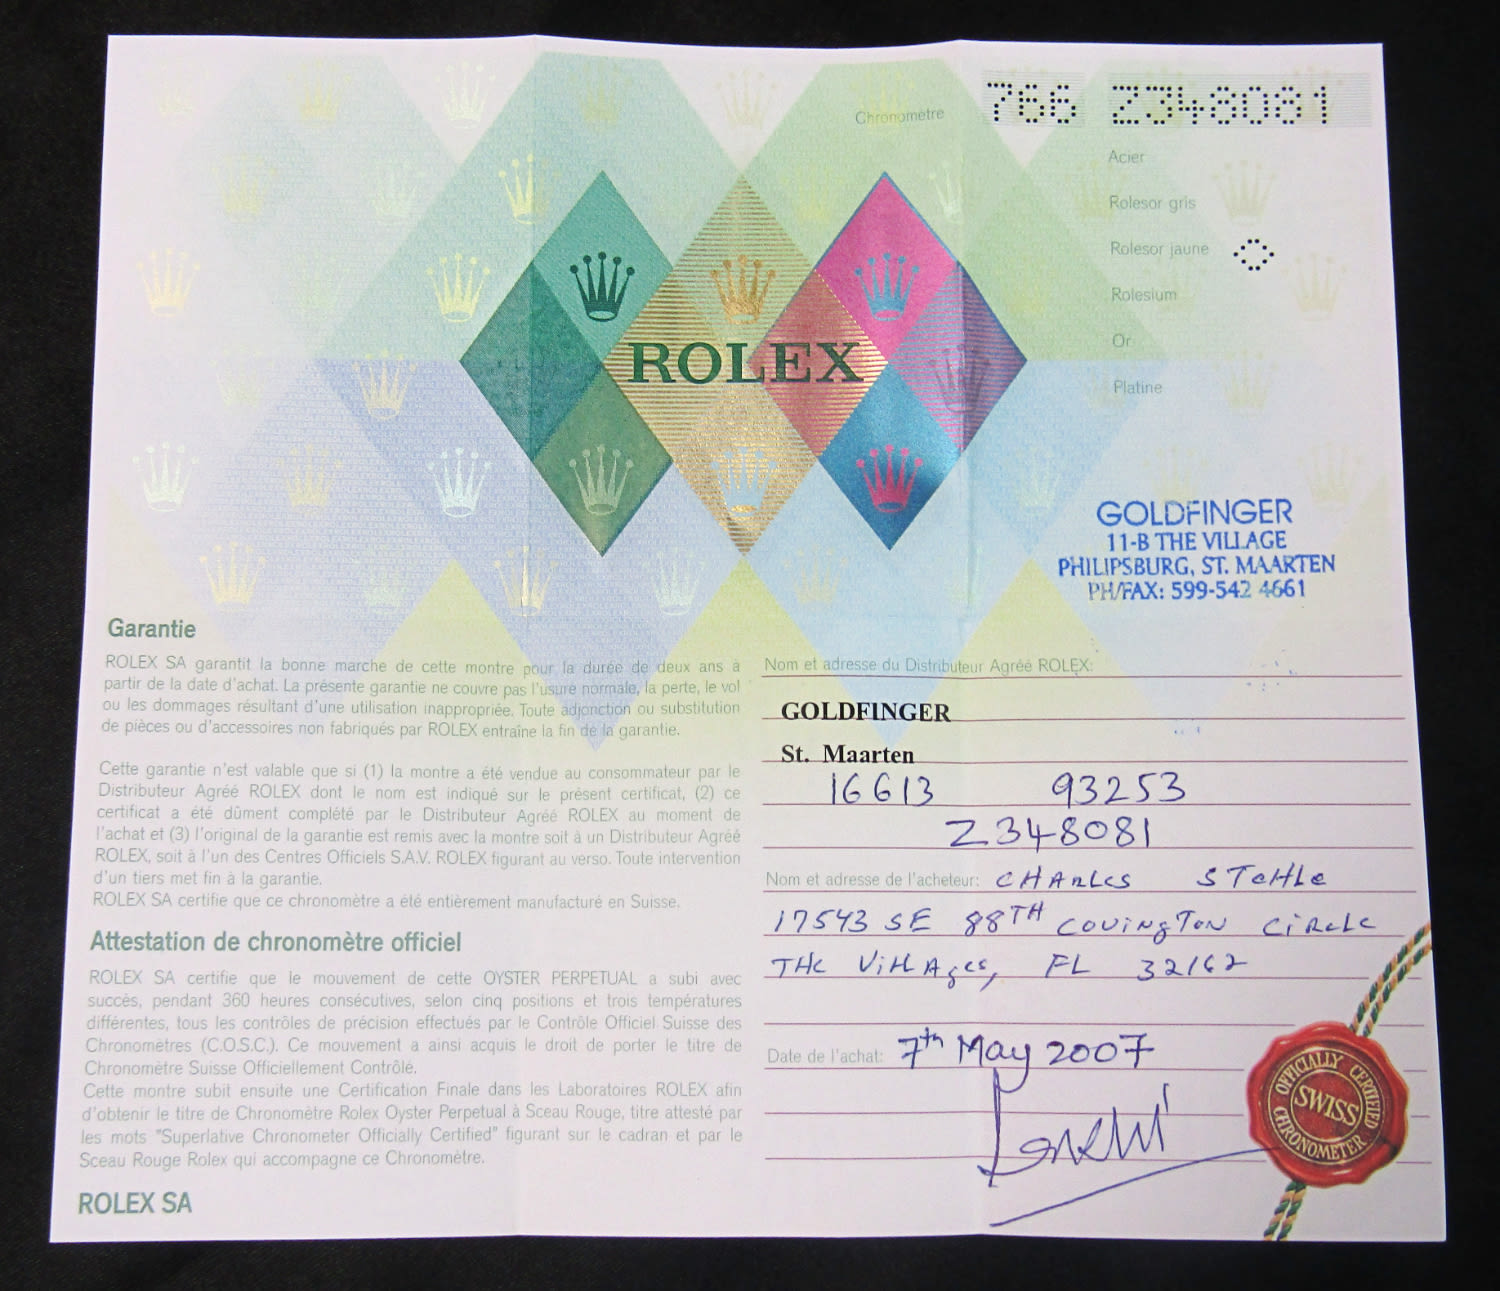 Chronomètre 766 Z348081
Acier
Rolesor gris
Rolesor jaune
Rolesium
Or
Platine
ROLEX
GOLDFINGER
11-B THE VILLAGE
PHILIPSBURG, ST. MAARTEN
PH/FAX: 599-542 4661
Garantie
ROLEX SA garantit la bonne marche de cette montre pour la durée de deux ans à
partir de la date d'achat. La présente garantie ne couvre pas l'usure normale, la perte, le vol
ou les dommages résultant d'une utilisation inappropriée. Toute adjonction ou substitution
de pièces ou d'accessoires non fabriqués par ROLEX entraîne la fin de la garantie.
Cette garantie n'est valable que si (1) la montre a été vendue au consommateur par le
Distributeur Agréé ROLEX dont le nom est indiqué sur le présent certificat, (2) ce
certificat a été dûment complété par le Distributeur Agréé ROLEX au moment de
l'achat et (3) l'original de la garantie est remis avec la montre soit à un Distributeur Agréé
ROLEX, soit à l'un des Centres Officiels S.A.V. ROLEX figurant au verso. Toute intervention
d'un tiers met fin à la garantie.
ROLEX SA certifie que ce chronomètre a été entièrement manufacturé en Suisse.
Attestation de chronomètre officiel
ROLEX SA certifie que le mouvement de cette OYSTER PERPETUAL a subi avec
succès, pendant 360 heures consécutives, selon cinq positions et trois températures
différentes, tous les contrôles de précision effectués par le Contrôle Officiel Suisse des
Chronomètres (C.O.S.C.). Ce mouvement a ainsi acquis le droit de porter le titre de
Chronomètre Suisse Officiellement Contrôlé.
Cette montre subit ensuite une Certification Finale dans les Laboratoires ROLEX afin
d'obtenir le titre de Chronomètre Rolex Oyster Perpetual à Sceau Rouge, titre attesté par
les mots "Superlative Chronometer Officially Certified" figurant sur le cadran et par le
Sceau Rouge Rolex qui accompagne ce Chronomètre.
ROLEX SA
Nom et adresse du Distributeur Agréé ROLEX:
GOLDFINGER
St. Maarten
16613 93253
Z348081
Nom et adresse de l'acheteur: CHARLES STEHLE
17543 SE 88TH COVINGTON CIRCLE
THE VILLAGES, FL 32162
Date de l'achat: 7th May 2007
OFFICIALLY CERTIFIED
SWISS
CHRONOMETER